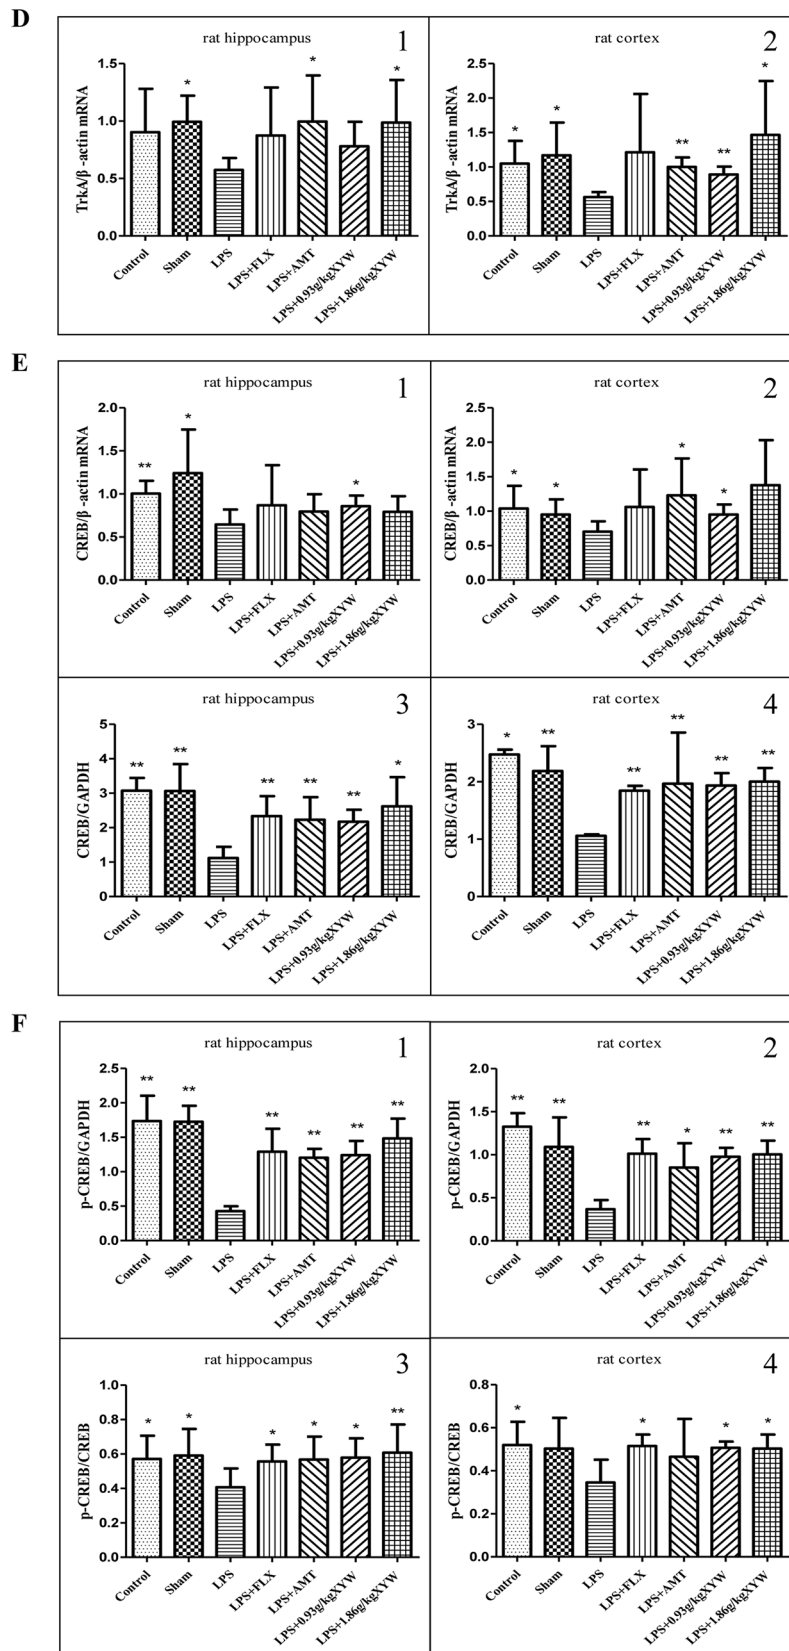 D
rat hippocampus
1
TrkA/β -actin mRNA
1.5
1.0
0.5
0.0
*
*
*
Control
Sham
LPS
LPS+FLX
LPS+AMT
LPS+0.93g/kgXYW
LPS+1.86g/kgXYW
rat cortex
2
TrkA/β -actin mRNA
2.5
2.0
1.5
1.0
0.5
0.0
*
*
**
**
*
Control
Sham
LPS
LPS+FLX
LPS+AMT
LPS+0.93g/kgXYW
LPS+1.86g/kgXYW
E
rat hippocampus
1
CREB/β -actin mRNA
2.0
1.5
1.0
0.5
0.0
**
*
*
Control
Sham
LPS
LPS+FLX
LPS+AMT
LPS+0.93g/kgXYW
LPS+1.86g/kgXYW
rat cortex
2
CREB/β -actin mRNA
2.5
2.0
1.5
1.0
0.5
0.0
*
*
*
*
Control
Sham
LPS
LPS+FLX
LPS+AMT
LPS+0.93g/kgXYW
LPS+1.86g/kgXYW
rat hippocampus
3
CREB/GAPDH
5
4
3
2
1
0
**
**
**
**
**
*
Control
Sham
LPS
LPS+FLX
LPS+AMT
LPS+0.93g/kgXYW
LPS+1.86g/kgXYW
rat cortex
4
CREB/GAPDH
3
2
1
0
*
**
**
**
**
**
Control
Sham
LPS
LPS+FLX
LPS+AMT
LPS+0.93g/kgXYW
LPS+1.86g/kgXYW
F
rat hippocampus
1
p-CREB/GAPDH
2.5
2.0
1.5
1.0
0.5
0.0
**
**
**
**
**
**
Control
Sham
LPS
LPS+FLX
LPS+AMT
LPS+0.93g/kgXYW
LPS+1.86g/kgXYW
rat cortex
2
p-CREB/GAPDH
2.0
1.5
1.0
0.5
0.0
**
**
**
*
**
**
Control
Sham
LPS
LPS+FLX
LPS+AMT
LPS+0.93g/kgXYW
LPS+1.86g/kgXYW
rat hippocampus
3
p-CREB/CREB
1.0
0.8
0.6
0.4
0.2
0.0
*
*
*
*
*
**
Control
Sham
LPS
LPS+FLX
LPS+AMT
LPS+0.93g/kgXYW
LPS+1.86g/kgXYW
rat cortex
4
p-CREB/CREB
0.8
0.6
0.4
0.2
0.0
*
*
*
*
Control
Sham
LPS
LPS+FLX
LPS+AMT
LPS+0.93g/kgXYW
LPS+1.86g/kgXYW